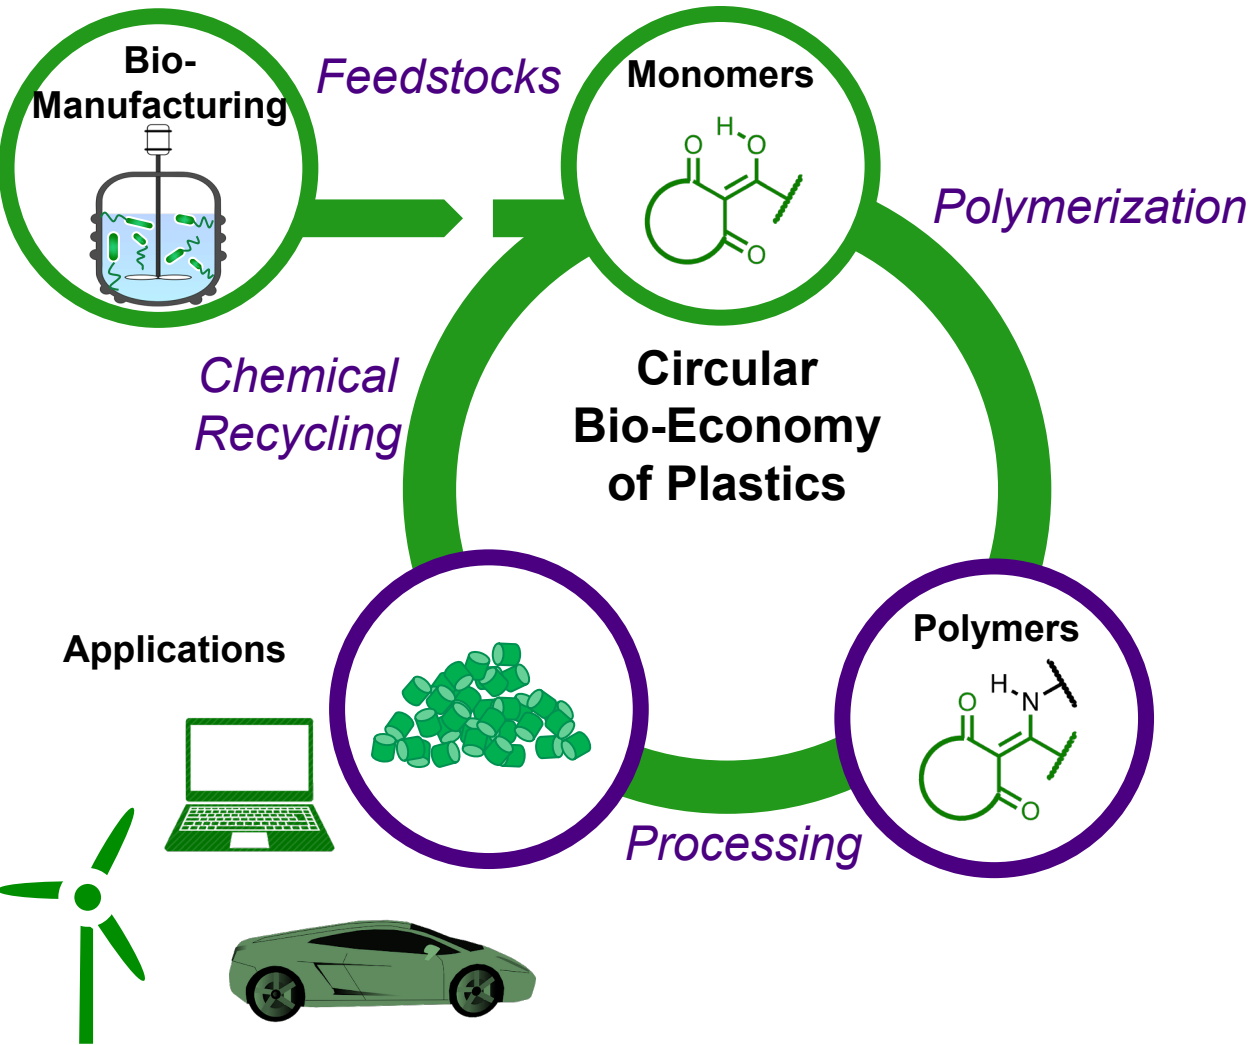 Bio-
Manufacturing
Feedstocks
Monomers
H
O
O
O
Polymerization
Chemical
Recycling
Circular
Bio-Economy
of Plastics
Applications
Polymers
H
N
O
O
Processing